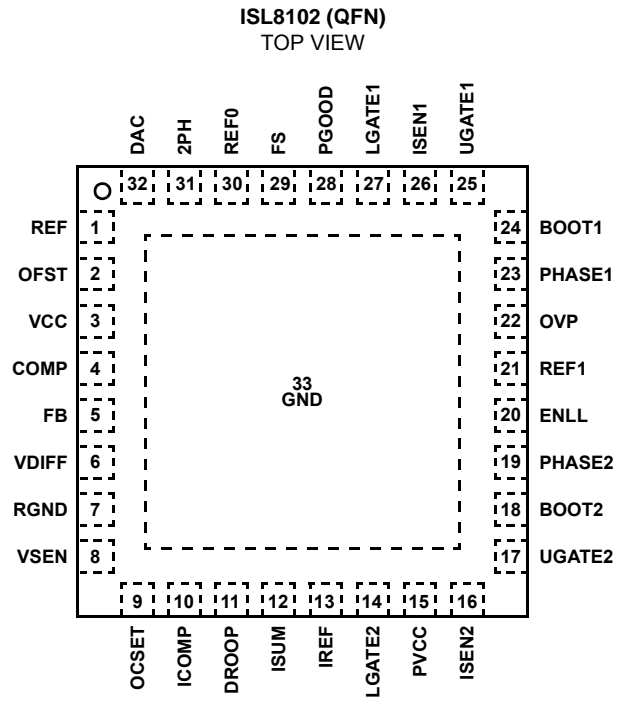 ISL8102 (QFN)
TOP VIEW
DAC 2PH REF0 FS PGOOD LGATE1 ISEN1 UGATE1
32 31 30 29 28 27 26 25
REF 1 24 BOOT1
OFST 2 23 PHASE1
VCC 3 22 OVP
COMP 4 21 REF1
33
GND
FB 5 20 ENLL
VDIFF 6 19 PHASE2
RGND 7 18 BOOT2
VSEN 8 17 UGATE2
9 10 11 12 13 14 15 16
OCSET ICOMP DROOP ISUM IREF LGATE2 PVCC ISEN2